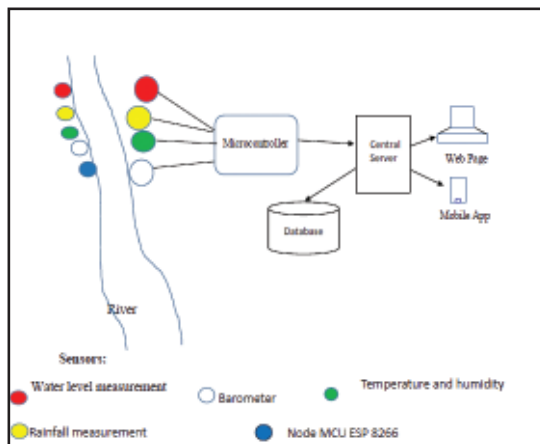 Microcontroller
Central
Server
Web Page
Mobile App
Database
River
Sensors:
Water level measurement
Barometer
Temperature and humidity
Rainfall measurement
Node MCU ESP 8266